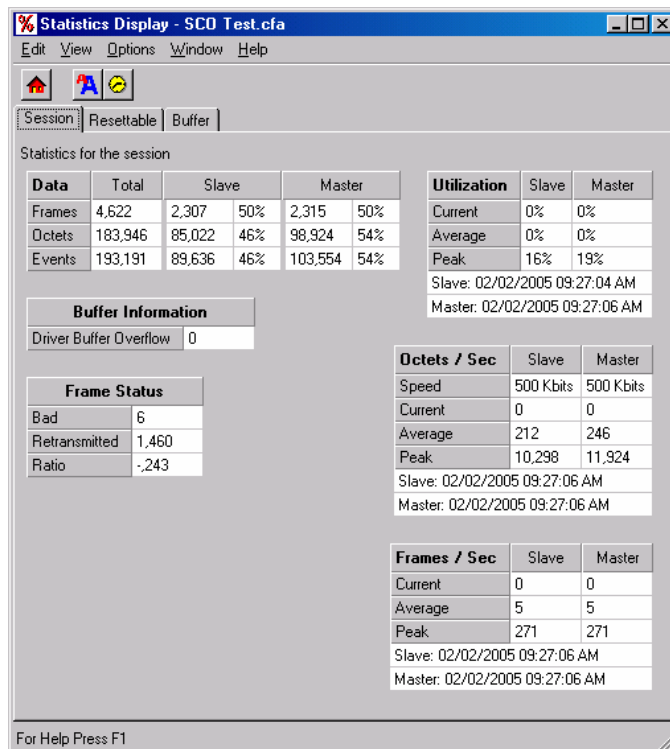 Statistics Display - SCO Test.cfa
Edit View Options Window Help
Session Resettable Buffer
Statistics for the session
Data Total Slave Master
Frames 4,622 2,307 50% 2,315 50%
Octets 183,946 85,022 46% 98,924 54%
Events 193,191 89,636 46% 103,554 54%
Buffer Information
Driver Buffer Overflow 0
Frame Status
Bad 6
Retransmitted 1,460
Ratio -,243
Utilization Slave Master
Current 0% 0%
Average 0% 0%
Peak 16% 19%
Slave: 02/02/2005 09:27:04 AM
Master: 02/02/2005 09:27:06 AM
Octets / Sec Slave Master
Speed 500 Kbits 500 Kbits
Current 0 0
Average 212 246
Peak 10,298 11,924
Slave: 02/02/2005 09:27:06 AM
Master: 02/02/2005 09:27:06 AM
Frames / Sec Slave Master
Current 0 0
Average 5 5
Peak 271 271
Slave: 02/02/2005 09:27:06 AM
Master: 02/02/2005 09:27:06 AM
For Help Press F1